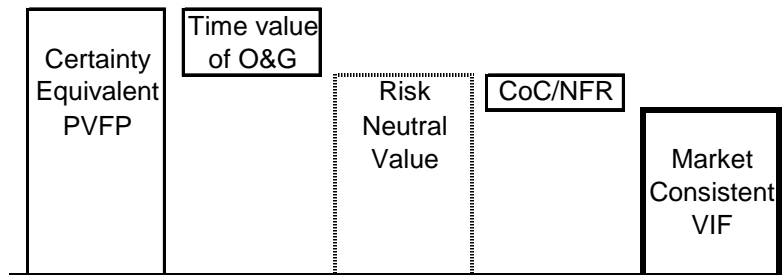 Certainty
Equivalent
PVFP
Time value
of O&G
Risk
Neutral
Value
CoC/NFR
Market
Consistent
VIF